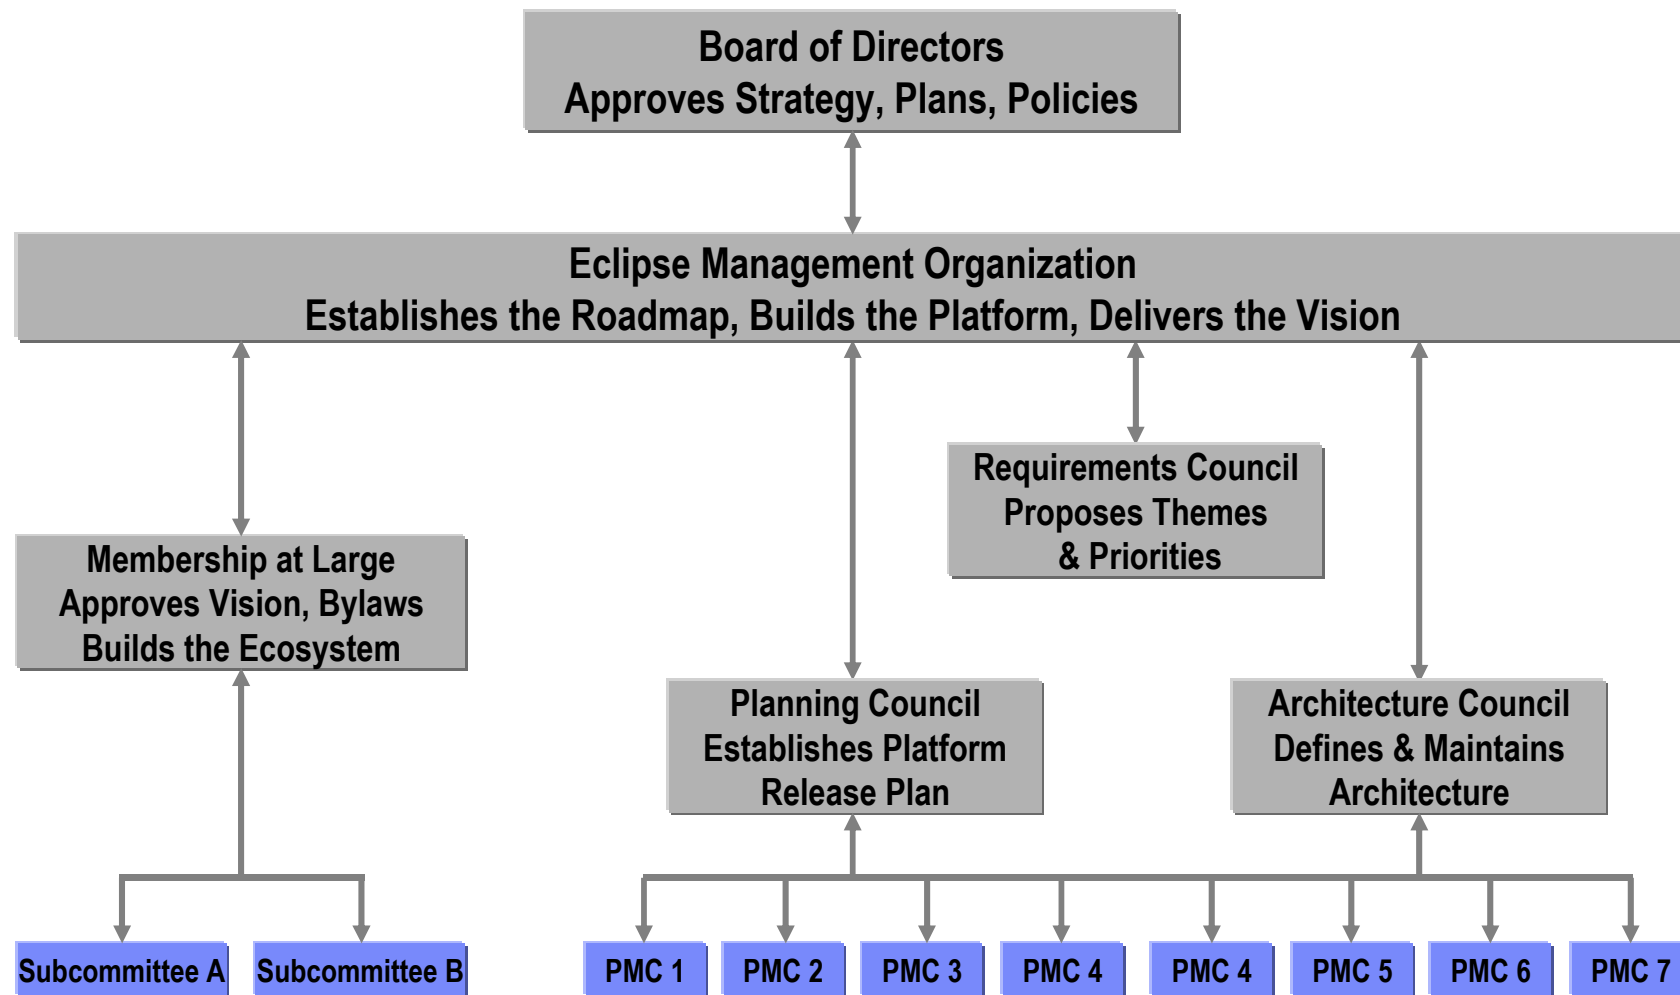 Board of Directors
Approves Strategy, Plans, Policies
Eclipse Management Organization
Establishes the Roadmap, Builds the Platform, Delivers the Vision
Requirements Council
Proposes Themes
& Priorities
Membership at Large
Approves Vision, Bylaws
Builds the Ecosystem
Planning Council
Establishes Platform
Release Plan
Architecture Council
Defines & Maintains
Architecture
Subcommittee A
Subcommittee B
PMC 1
PMC 2
PMC 3
PMC 4
PMC 4
PMC 5
PMC 6
PMC 7